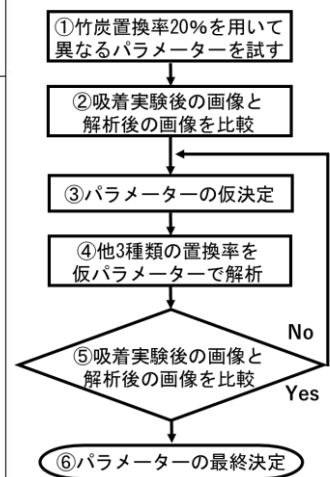 ①竹炭置換率20%を用いて
異なるパラメーターを試す
②吸着実験後の画像と
解析後の画像を比較
③パラメーターの仮決定
④他3種類の置換率を
仮パラメーターで解析
No
⑤吸着実験後の画像と
解析後の画像を比較
Yes
⑥パラメーターの最終決定